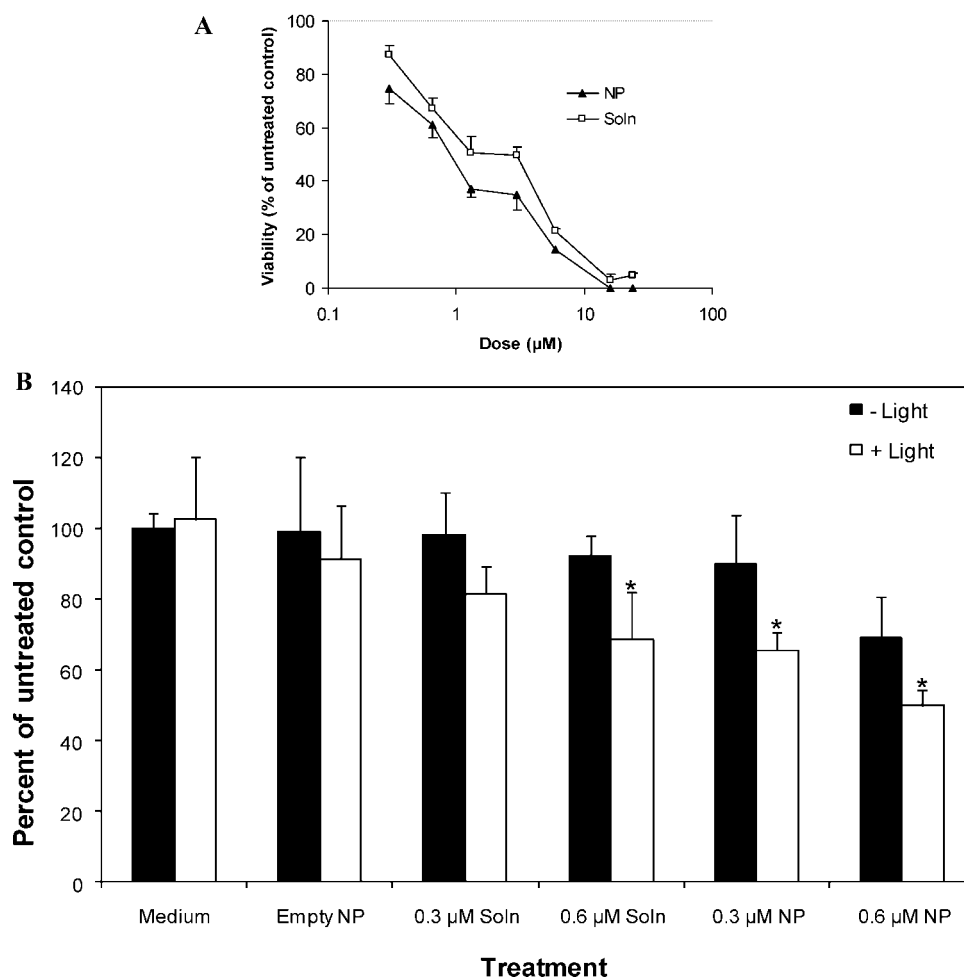 A
Viability (% of untreated control)
100
80
60
40
20
0
0.1 1 10 100
Dose (µM)
NP
Soln
B
Percent of untreated control
140
120
100
80
60
40
20
0
- Light
+ Light
*
*
*
Medium Empty NP 0.3 µM Soln 0.6 µM Soln 0.3 µM NP 0.6 µM NP
Treatment